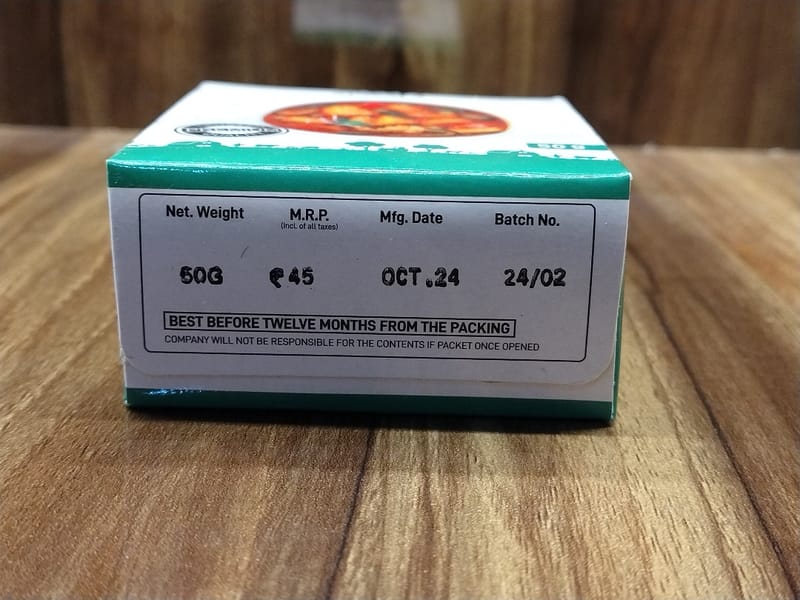 Net. Weight M.R.P. Mfg. Date Batch No.
(incl. of all taxes)
50G ₹45 OCT.24 24/02
BEST BEFORE TWELVE MONTHS FROM THE PACKING
COMPANY WILL NOT BE RESPONSIBLE FOR THE CONTENTS IF PACKET ONCE OPENED